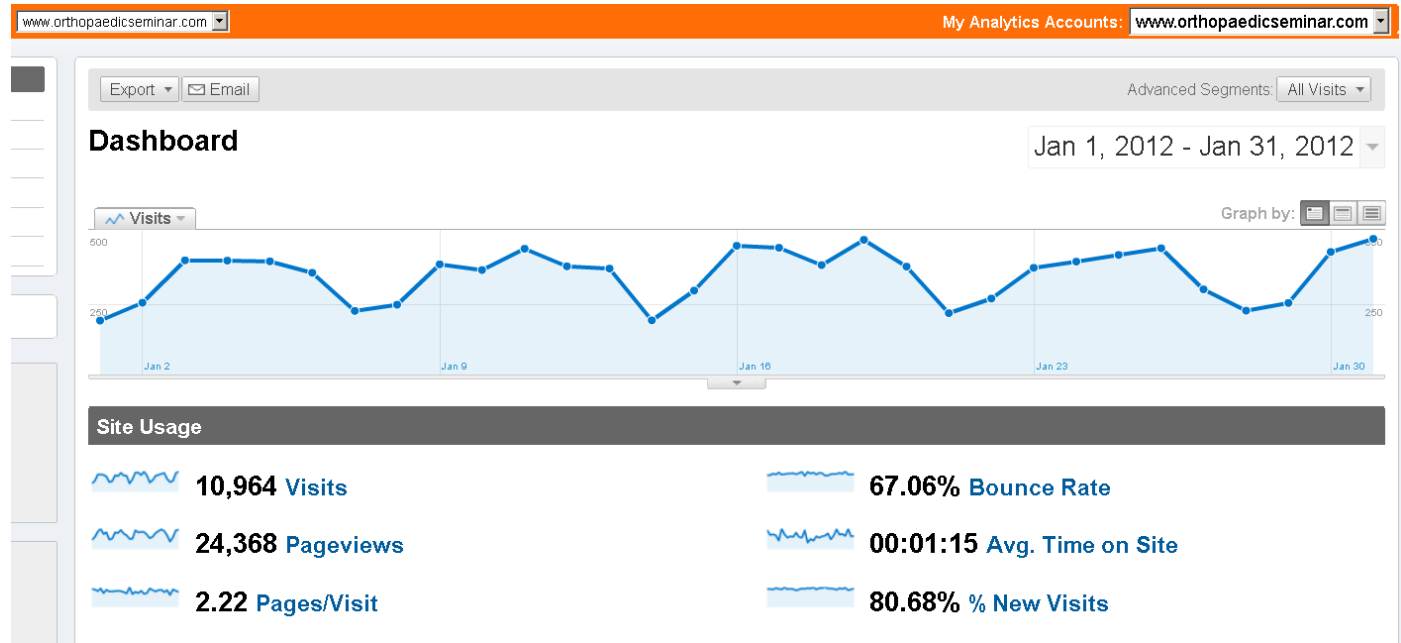 www.orthopaedicseminar.com My Analytics Accounts: www.orthopaedicseminar.com
Export Email Advanced Segments: All Visits
Dashboard
Jan 1, 2012 - Jan 31, 2012
Visits Graph by:
500
250 250
Jan 2 Jan 9 Jan 16 Jan 23 Jan 30
Site Usage
10,964 Visits 67.06% Bounce Rate
24,368 Pageviews 00:01:15 Avg. Time on Site
2.22 Pages/Visit 80.68% % New Visits